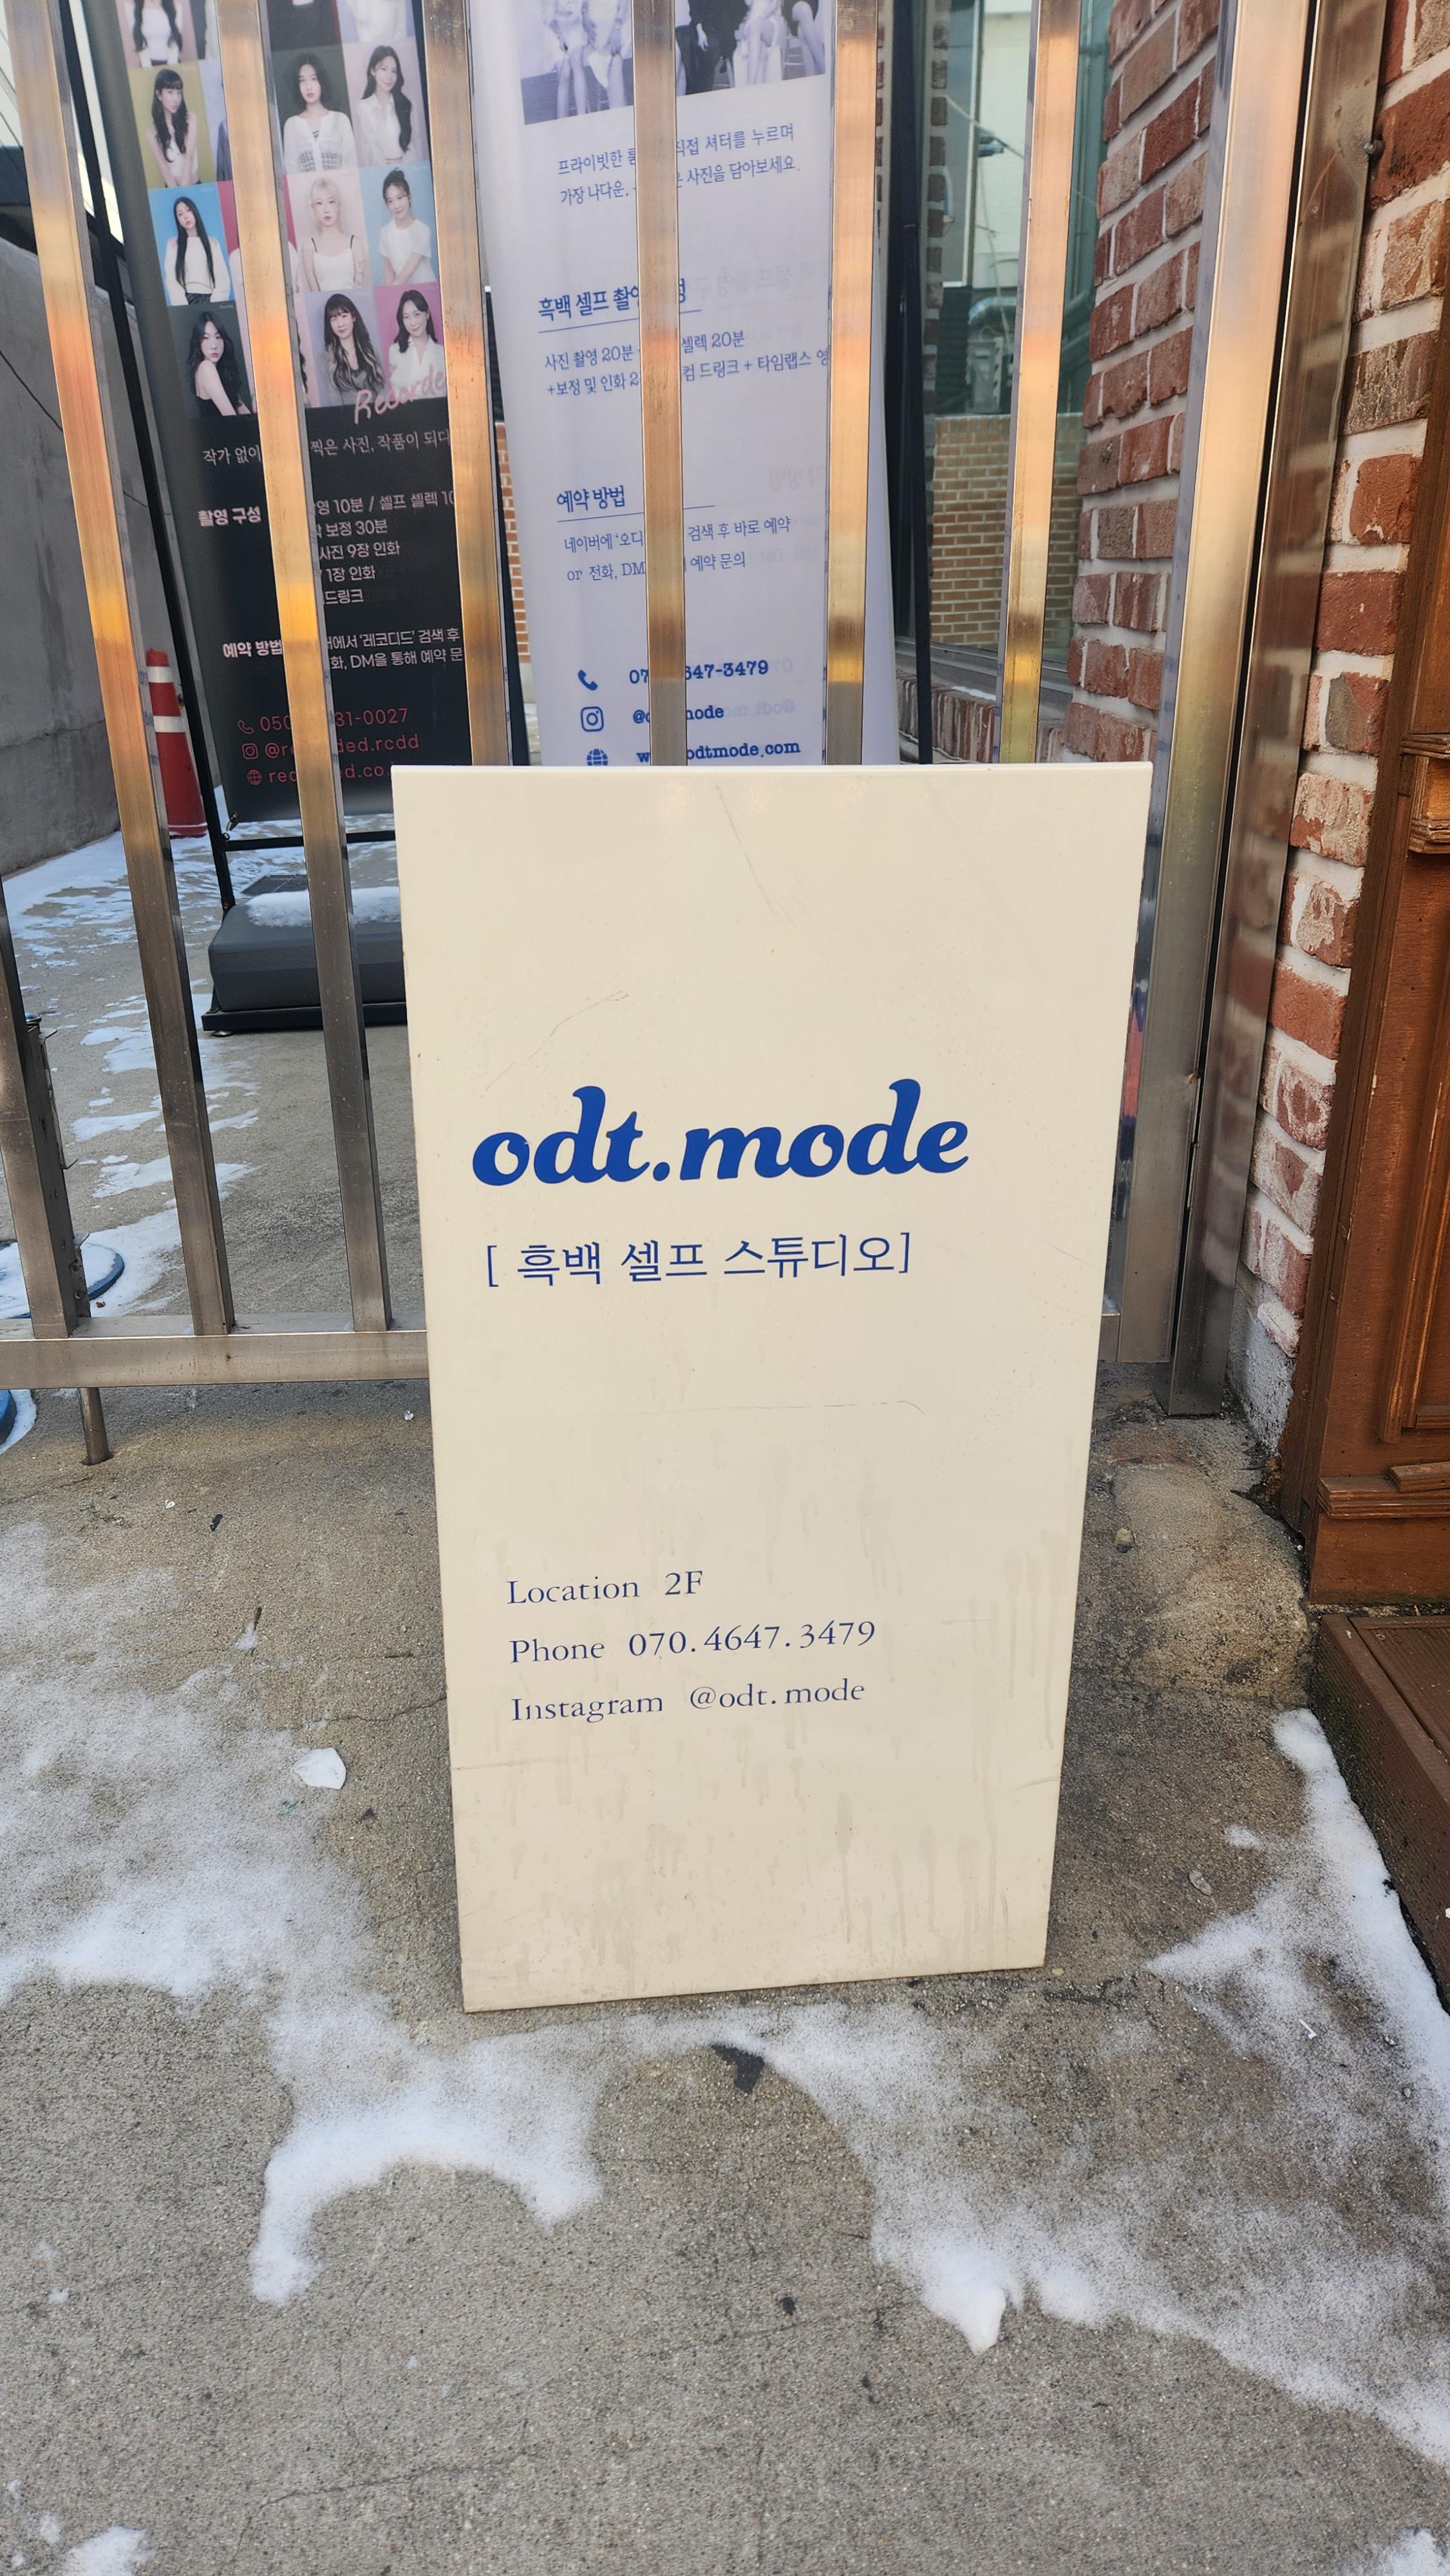 프라이빗한 직접 셔터를 누르며
가장 나다운, 사진을 담아보세요.
흑백 셀프
사진 촬영 20분 셀렉 20분
+보정 및 인화 드링크 + 타임랩스
예약 방법
네이버에 검색 후 바로 예약
or 전화, DM 예약 문의
647-3479
odtmode.com
작가 없이 찍은 사진, 작품이 되다
촬영 구성 10분 / 셀프 셀렉
보정 30분
사진 9장 인화
1장 인화
드링크
예약 방법 '레코디드' 검색 후
DM을 통해 예약
31-0027
odt.mode
[ 흑백 셀프 스튜디오]
Location 2F
Phone 070.4647.3479
Instagram @odt.mode